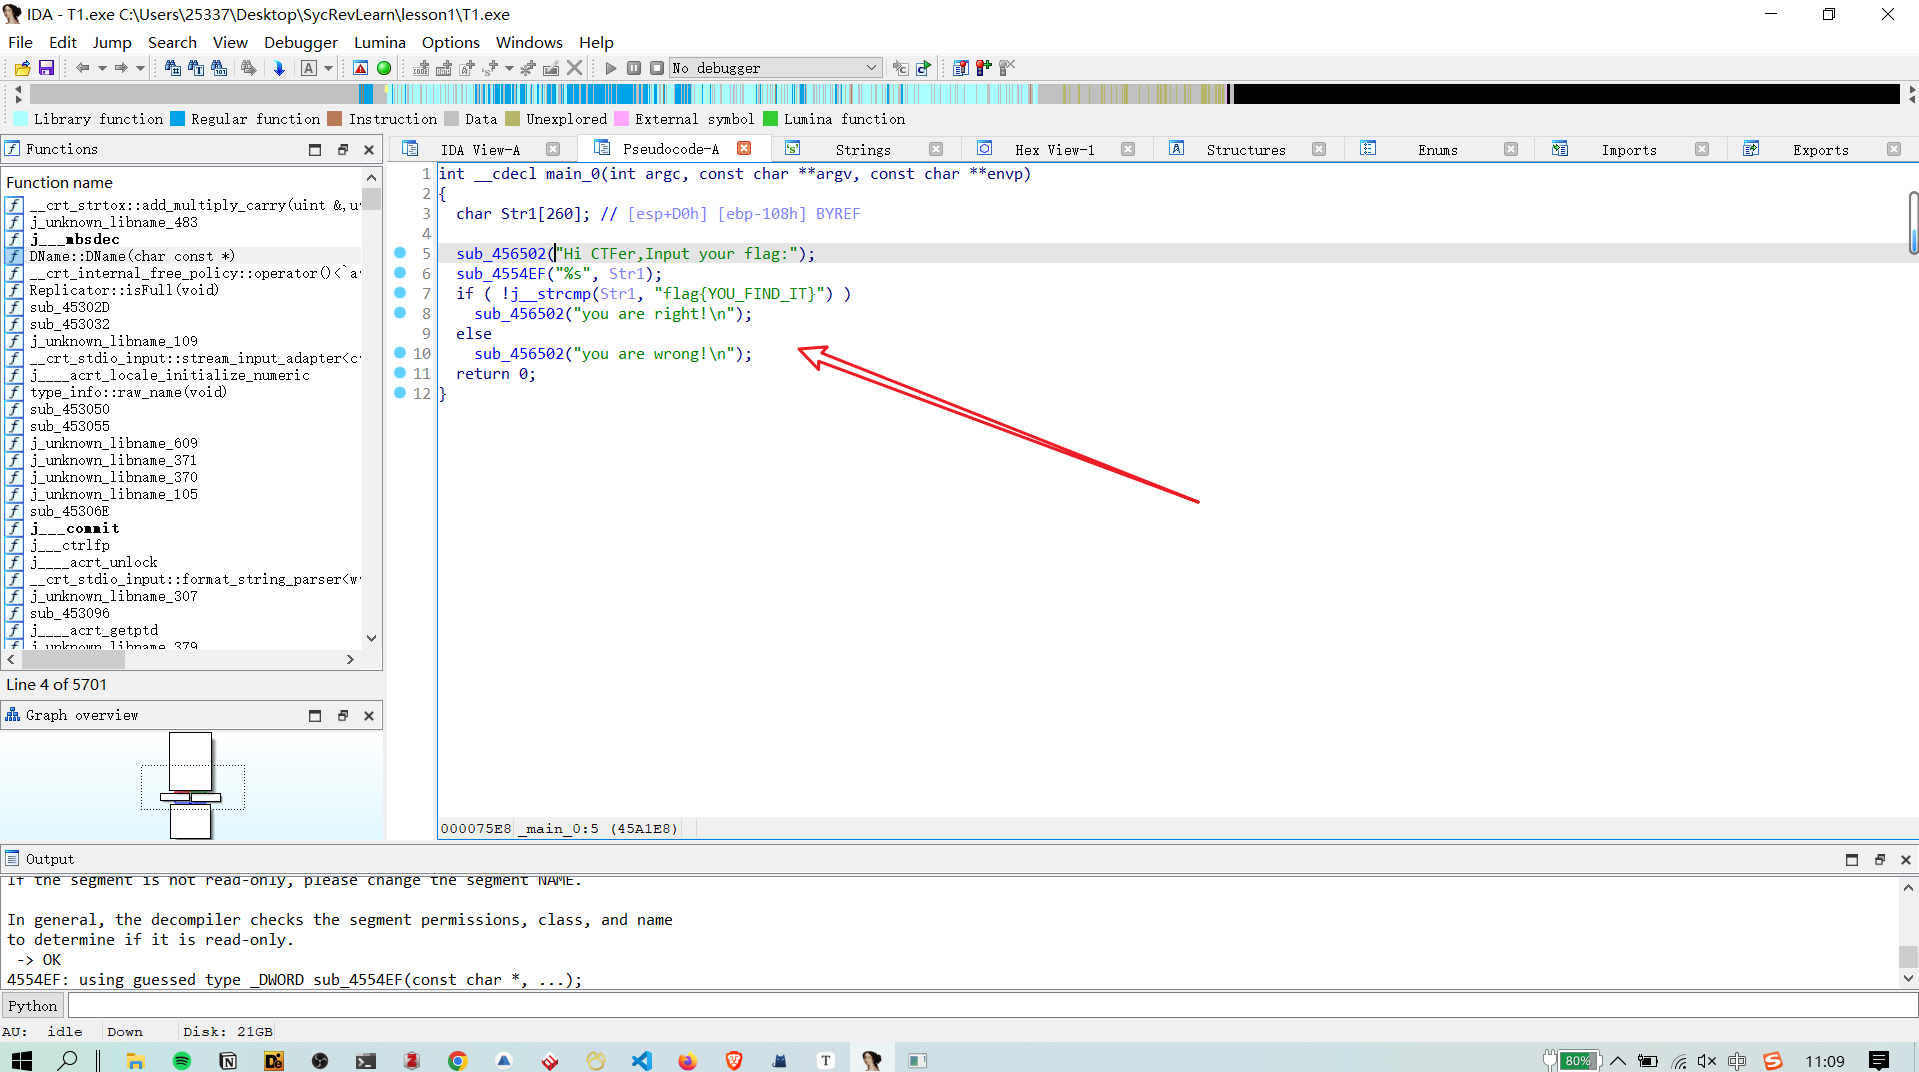 IDA - T1.exe C:\Users\25337\Desktop\SycRevLearn\lesson1\T1.exe
File Edit Jump Search View Debugger Lumina Options Windows Help
No debugger
Library function Regular function Instruction Data Unexplored External symbol Lumina function
Functions
IDA View-A Pseudocode-A Strings Hex View-1 Structures Enums Imports Exports
Function name
__crt_strtox::add_multiply_carry(uint &,u
j_unknown_libname_483
j___mbsdec
DName::DName(char const *)
__crt_internal_free_policy::operator()<`a
Replicator::isFull(void)
sub_45302D
sub_453032
j_unknown_libname_109
__crt_stdio_input::stream_input_adapter<c
j____acrt_locale_initialize_numeric
type_info::raw_name(void)
sub_453050
sub_453055
j_unknown_libname_609
j_unknown_libname_371
j_unknown_libname_370
j_unknown_libname_105
sub_45306E
j___commit
j___ctrlfp
j____acrt_unlock
__crt_stdio_input::format_string_parser<w
j_unknown_libname_307
sub_453096
j____acrt_getptd
j_unknown_libname_379
Line 4 of 5701
Graph overview
1 int __cdecl main_0(int argc, const char **argv, const char **envp)
2 {
3 char Str1[260]; // [esp+D0h] [ebp-108h] BYREF
4
5 sub_456502("Hi CTFer,Input your flag:");
6 sub_4554EF("%s", Str1);
7 if ( !j__strcmp(Str1, "flag{YOU_FIND_IT}") )
8 sub_456502("you are right!\n");
9 else
10 sub_456502("you are wrong!\n");
11 return 0;
12 }
000075E8 _main_0:5 (45A1E8)
Output
If the segment is not read-only, please change the segment NAME.
In general, the decompiler checks the segment permissions, class, and name
to determine if it is read-only.
-> OK
4554EF: using guessed type _DWORD sub_4554EF(const char *, ...);
Python
AU: idle Down Disk: 21GB
80% 中 11:09